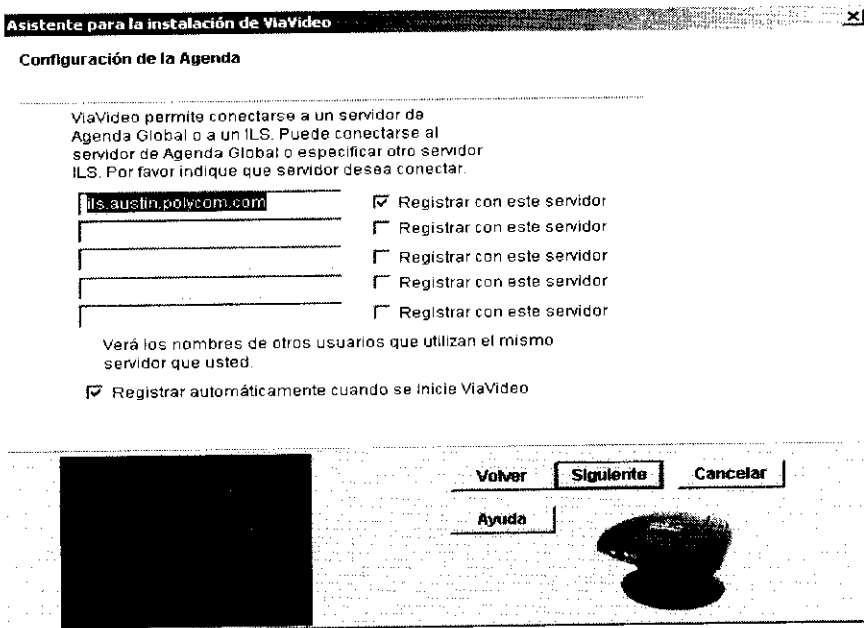 Asistente para la instalación de ViaVideo
Configuración de la Agenda
ViaVideo permite conectarse a un servidor de
Agenda Global o a un ILS. Puede conectarse al
servidor de Agenda Global o especificar otro servidor
ILS. Por favor indique que servidor desea conectar.
ils.austin.polycom.com Registrar con este servidor
Registrar con este servidor
Registrar con este servidor
Registrar con este servidor
Registrar con este servidor
Verá los nombres de otros usuarios que utilizan el mismo
servidor que usted.
Registrar automáticamente cuando se inicie ViaVideo
Volver Siguiente Cancelar
Ayuda